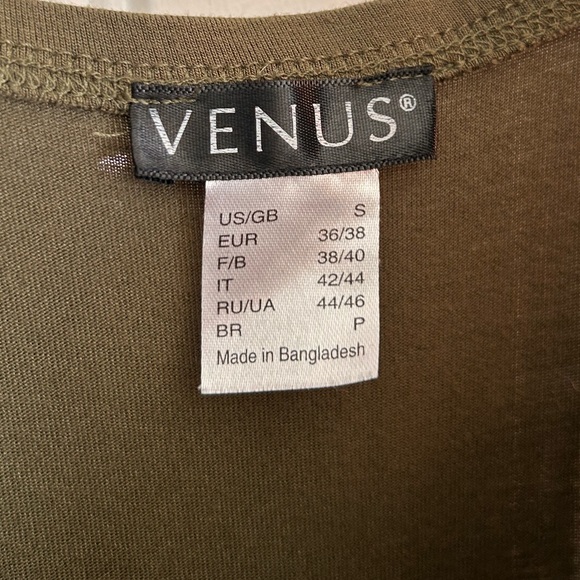 VENUS®
US/GB S
EUR 36/38
F/B 38/40
IT 42/44
RU/UA 44/46
BR P
Made in Bangladesh